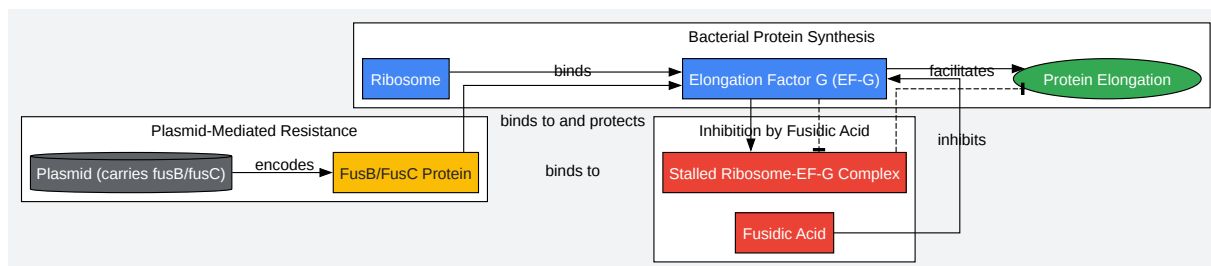 Bacterial Protein Synthesis
Ribosome
binds
Elongation Factor G (EF-G)
facilitates
Protein Elongation
Plasmid-Mediated Resistance
binds to and protects
Inhibition by Fusidic Acid
inhibits
Plasmid (carries fusB/fusC)
encodes
FusB/FusC Protein
binds to
Stalled Ribosome-EF-G Complex
Fusidic Acid